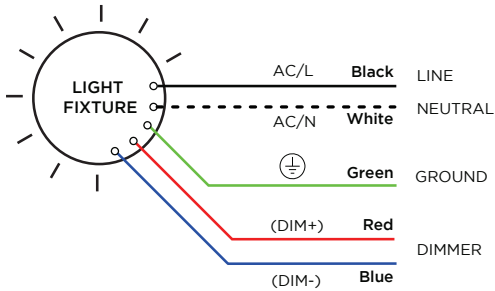 LIGHT
FIXTURE
AC/L Black LINE
AC/N White NEUTRAL
Green GROUND
(DIM+) Red
DIMMER
(DIM-) Blue